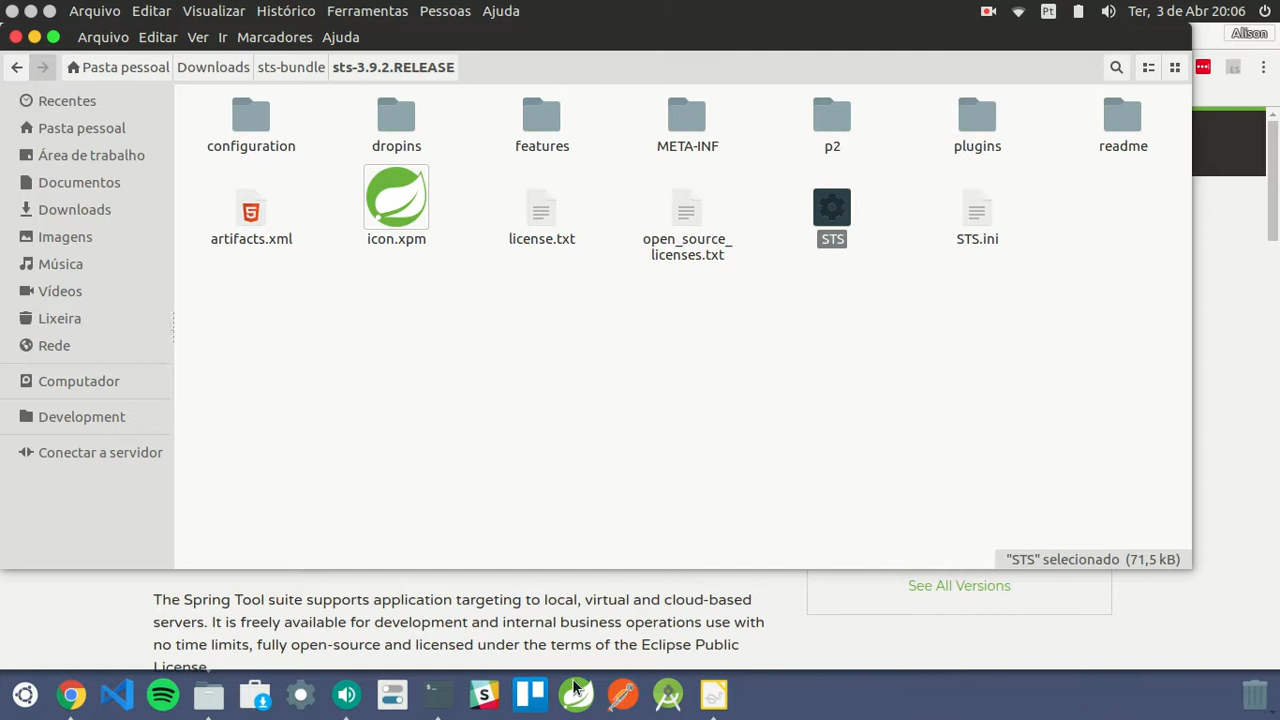 Arquivo Editar Visualizar Histórico Ferramentas Pessoas Ajuda Pt Ter, 3 de Abr 20:06
Arquivo Editar Ver Ir Marcadores Ajuda Alison
Pasta pessoal Downloads sts-bundle sts-3.9.2.RELEASE
Recentes
Pasta pessoal
Área de trabalho
Documentos
Downloads
Imagens
Música
Vídeos
Lixeira
Rede
Computador
Development
Conectar a servidor
configuration dropins features META-INF p2 plugins readme
artifacts.xml icon.xpm license.txt open_source_ STS STS.ini
licenses.txt
"STS" selecionado (71,5 kB)
See All Versions
The Spring Tool suite supports application targeting to local, virtual and cloud-based
servers. It is freely available for development and internal business operations use with
no time limits, fully open-source and licensed under the terms of the Eclipse Public
License.